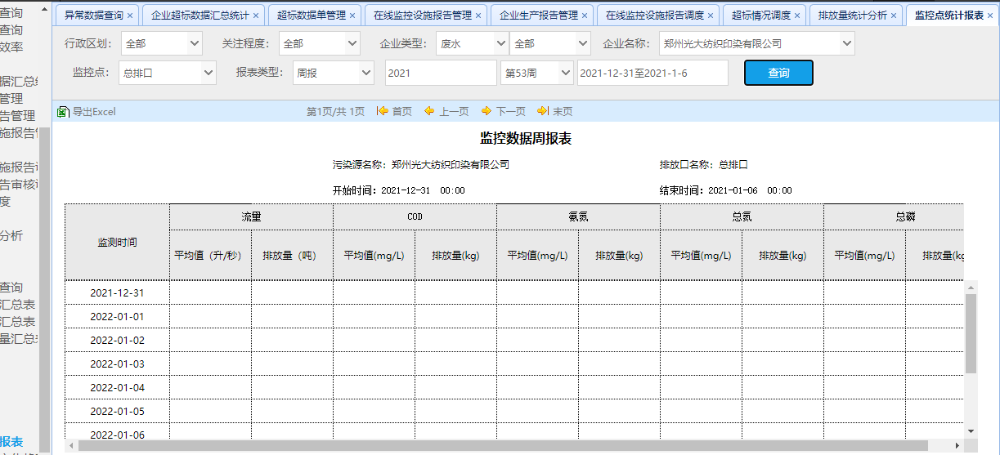 异常数据查询 × 企业超标数据汇总统计 × 超标数据单管理 × 在线监控设施报告管理 × 企业生产报告管理 × 在线监控设施报告调度 × 超标情况调度 × 排放量统计分析 × 监控点统计报表 ×
行政区划: 全部 关注程度: 全部 企业类型: 废水 全部 企业名称: 郑州光大纺织印染有限公司
监控点: 总排口 报表类型: 周报 2021 第53周 2021-12-31至2021-1-6 查询
导出Excel 第1页/共 1页 首页 上一页 下一页 末页
查询
查询
效率
据汇总
管理
告管理
施报告
施报告
告审核
度
分析
查询
汇总表
汇总表
量汇总
报表
监控数据周报表
污染源名称: 郑州光大纺织印染有限公司 排放口名称: 总排口
开始时间: 2021-12-31 00:00 结束时间: 2021-01-06 00:00
监测时间 流量 COD 氨氮 总氮 总磷
平均值（升/秒） 排放量（吨） 平均值(mg/L) 排放量(kg) 平均值(mg/L) 排放量(kg) 平均值(mg/L) 排放量(kg) 平均值(mg/L) 排放量(kg
2021-12-31
2022-01-01
2022-01-02
2022-01-03
2022-01-04
2022-01-05
2022-01-06